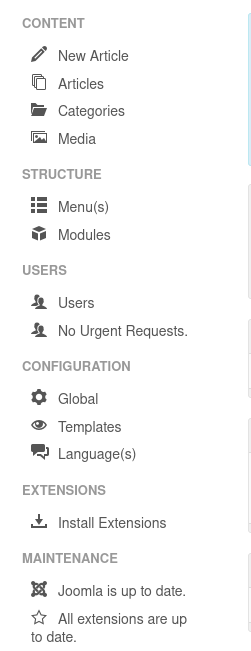 CONTENT
New Article
Articles
Categories
Media
STRUCTURE
Menu(s)
Modules
USERS
Users
No Urgent Requests.
CONFIGURATION
Global
Templates
Language(s)
EXTENSIONS
Install Extensions
MAINTENANCE
Joomla is up to date.
All extensions are up
to date.